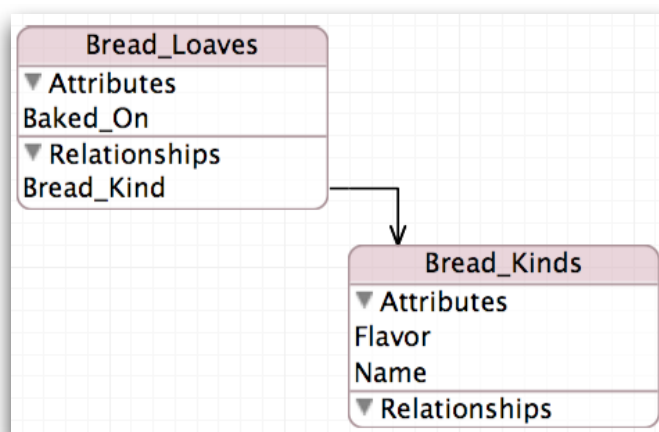 Bread_Loaves
Attributes
Baked_On
Relationships
Bread_Kind
Bread_Kinds
Attributes
Flavor
Name
Relationships